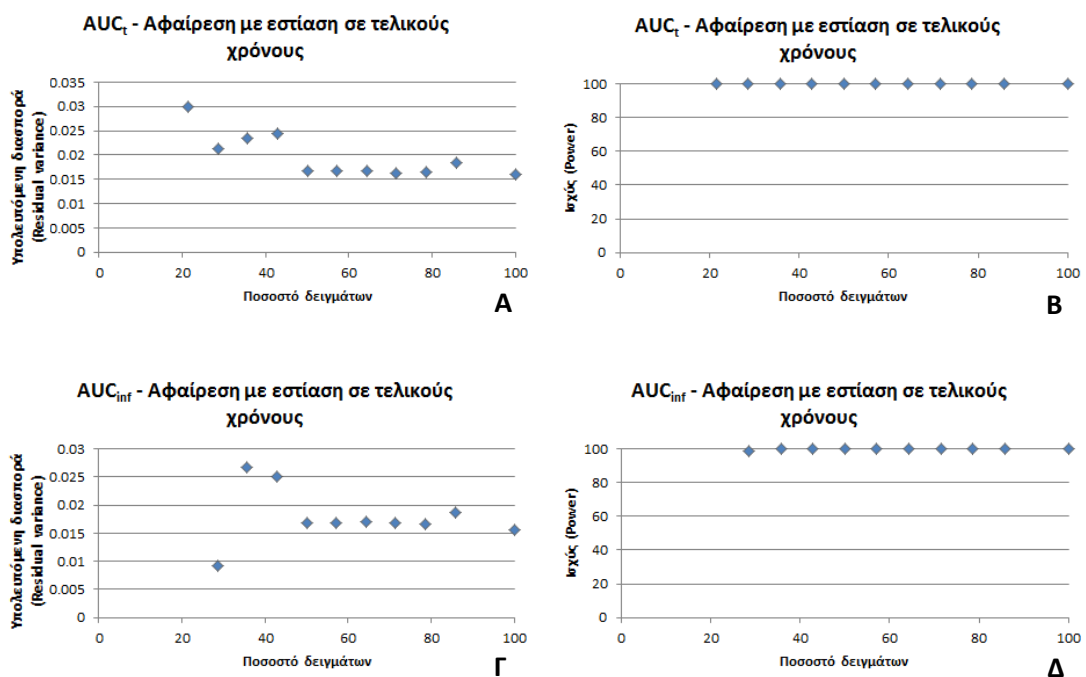 AUCt - Αφαίρεση με εστίαση σε τελικούς
χρόνους
Υπολειπόμενη διασπορά
(Residual variance)
0.035
0.03
0.025
0.02
0.015
0.01
0.005
0
0 20 40 60 80 100
Ποσοστό δειγμάτων
Α
AUCt - Αφαίρεση με εστίαση σε τελικούς
χρόνους
Ισχύς (Power)
100
80
60
40
20
0
0 20 40 60 80 100
Ποσοστό δειγμάτων
Β
AUCinf - Αφαίρεση με εστίαση σε τελικούς
χρόνους
Υπολειπόμενη διασπορά
(Residual variance)
0.03
0.025
0.02
0.015
0.01
0.005
0
0 20 40 60 80 100
Ποσοστό δειγμάτων
Γ
AUCinf - Αφαίρεση με εστίαση σε τελικούς
χρόνους
Ισχύς (Power)
100
80
60
40
20
0
0 20 40 60 80 100
Ποσοστό δειγμάτων
Δ